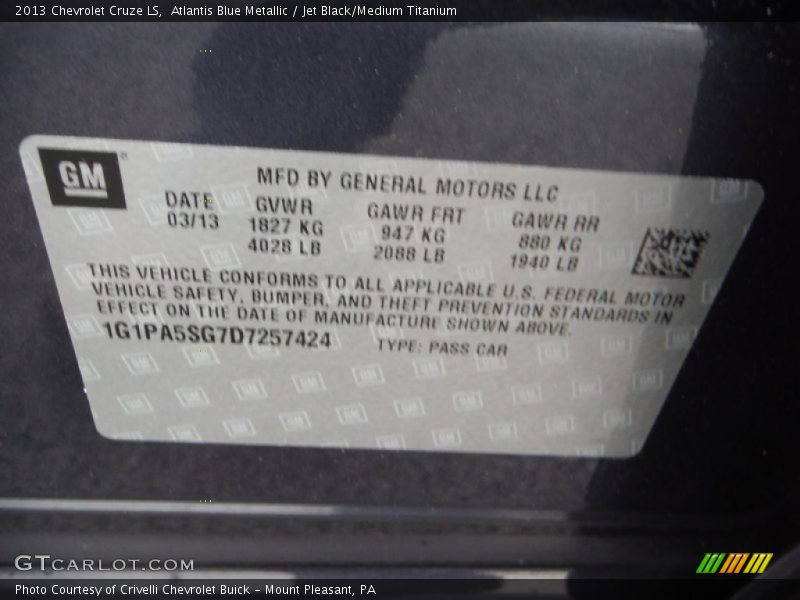 2013 Chevrolet Cruze LS,  Atlantis Blue Metallic / Jet Black/Medium Titanium
GM
MFD BY GENERAL MOTORS LLC
DATE GVWR GAWR FRT GAWR RR
03/13 1827 KG 947 KG 880 KG
4028 LB 2088 LB 1940 LB
THIS VEHICLE CONFORMS TO ALL APPLICABLE U.S. FEDERAL MOTOR
VEHICLE SAFETY, BUMPER, AND THEFT PREVENTION STANDARDS IN
EFFECT ON THE DATE OF MANUFACTURE SHOWN ABOVE.
1G1PA5SG7D7257424 TYPE: PASS CAR
GTCARLOT.COM
Photo Courtesy of Crivelli Chevrolet Buick - Mount Pleasant, PA